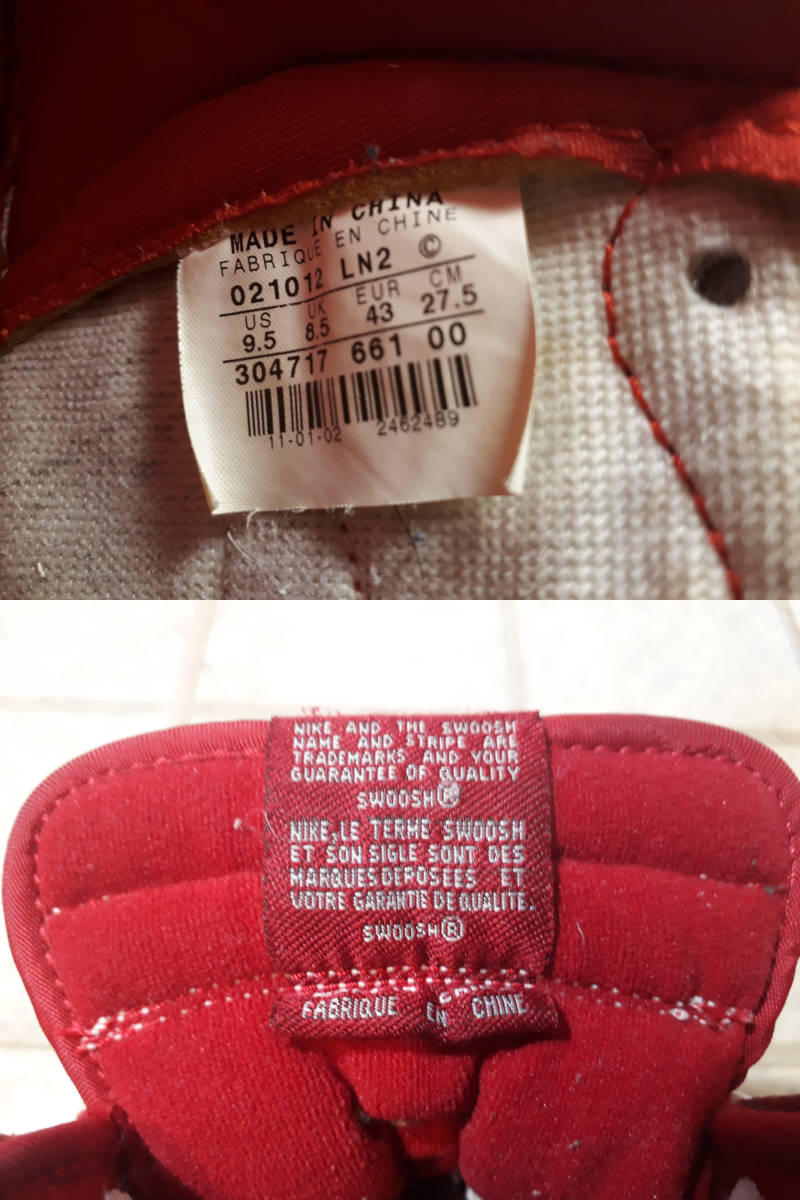 MADE IN CHINA
FABRIQUE EN CHINE
021012 LN2 ©
US UK EUR CM
9.5 8.5 43 27.5
304717 661 00
11-01-02 2462489
NIKE AND THE SWOOSH
NAME AND STRIPE ARE
TRADEMARKS AND YOUR
GUARANTEE OF QUALITY
SWOOSH®
NIKE, LE TERME SWOOSH
ET SON SIGLE SONT DES
MARQUES DEPOSEES ET
VOTRE GARANTIE DE QUALITE.
SWOOSH®
FABRIQUE EN CHINE